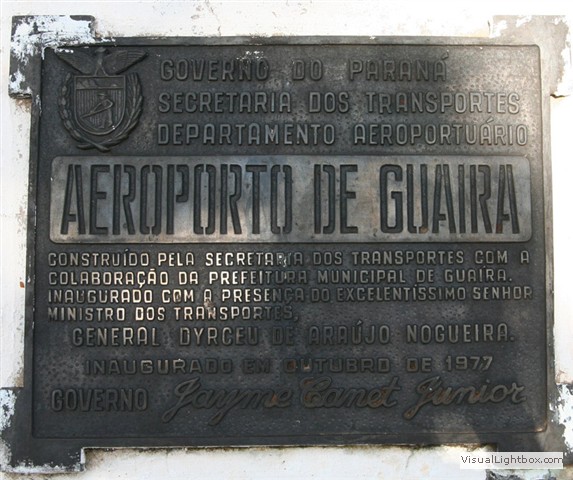 GOVERNO DO PARANÁ
SECRETARIA DOS TRANSPORTES
DEPARTAMENTO AEROPORTUÁRIO
AEROPORTO DE GUAIRA
CONSTRUÍDO PELA SECRETARIA DOS TRANSPORTES COM A
COLABORAÇÃO DA PREFEITURA MUNICIPAL DE GUAIRA.
INAUGURADO COM A PRESENÇA DO EXCELENTÍSSIMO SENHOR
MINISTRO DOS TRANSPORTES,
GENERAL DYRCEU DE ARAÚJO NOGUEIRA.
INAUGURADO EM OUTUBRO DE 1977
GOVERNO Jayme Canet Junior
VisualLightbox.com